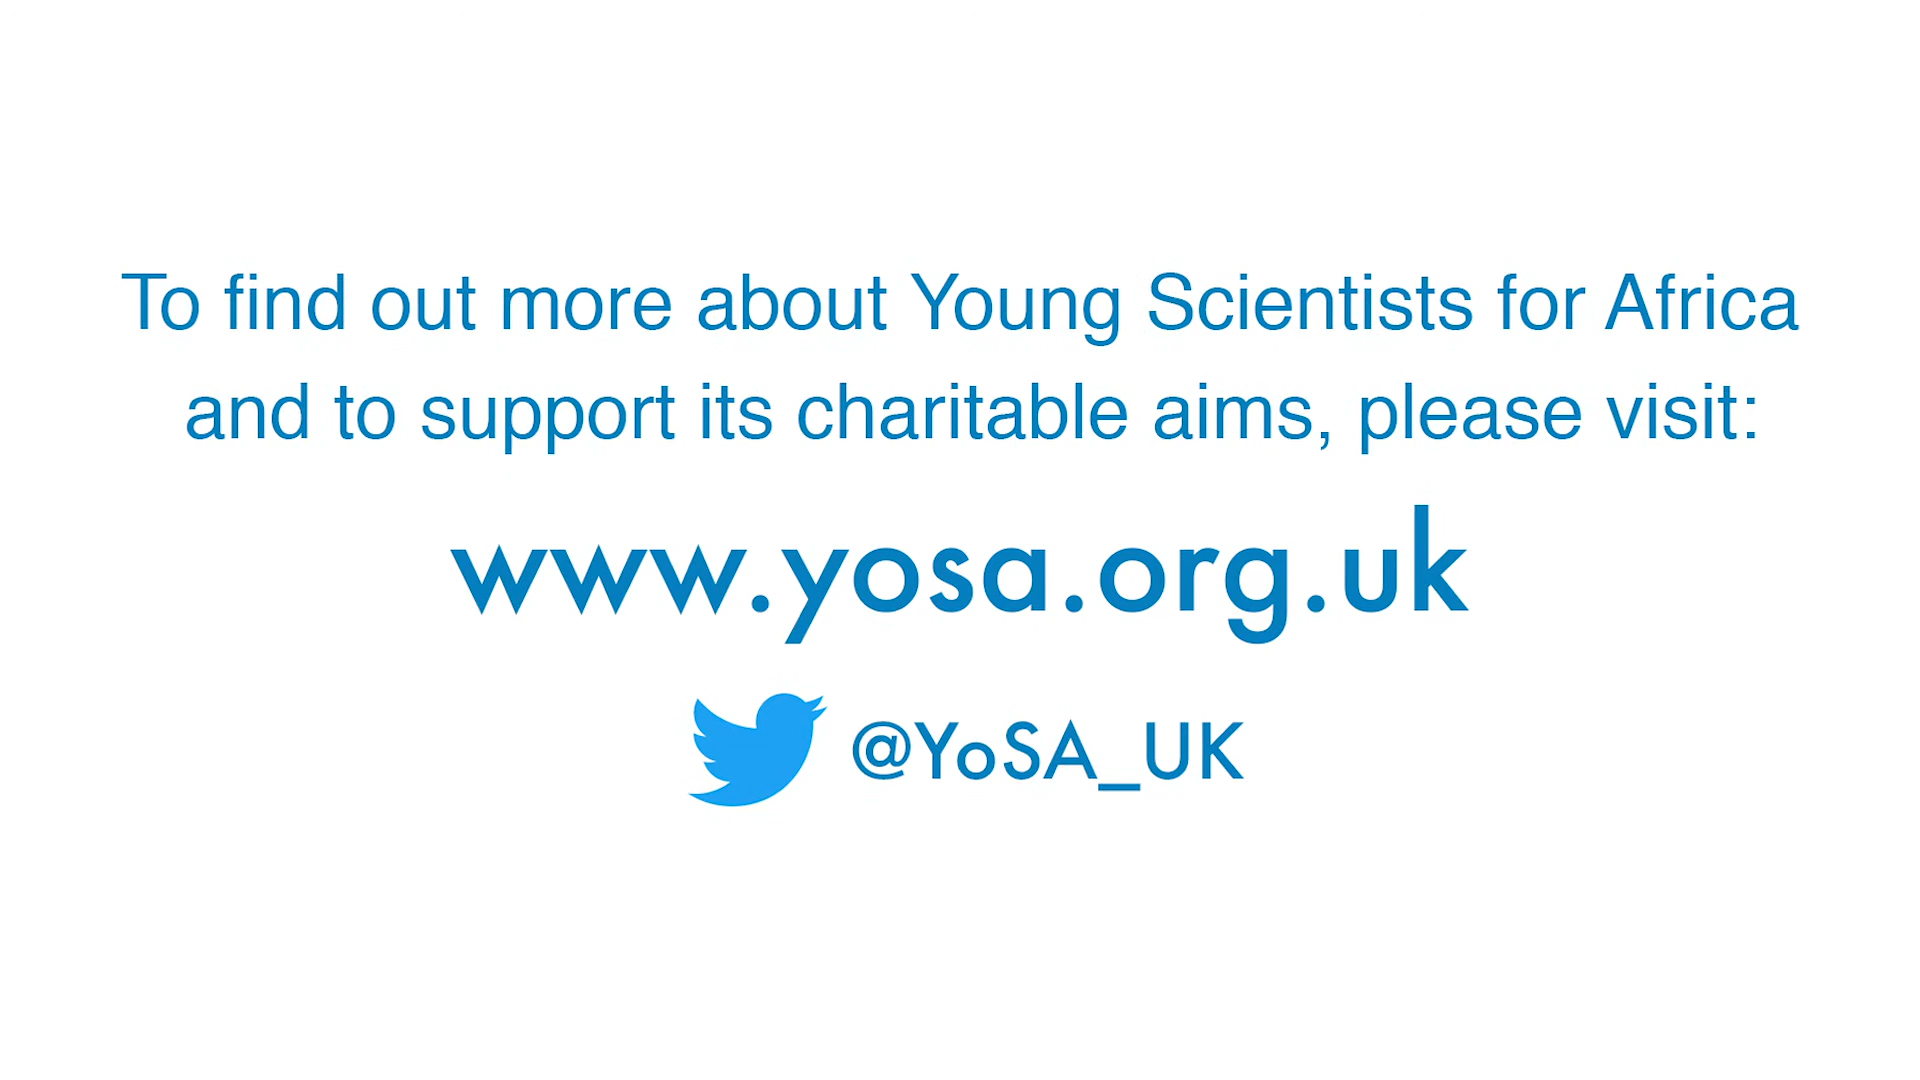 To find out more about Young Scientists for Africa
and to support its charitable aims, please visit:
www.yosa.org.uk
@YoSA_UK